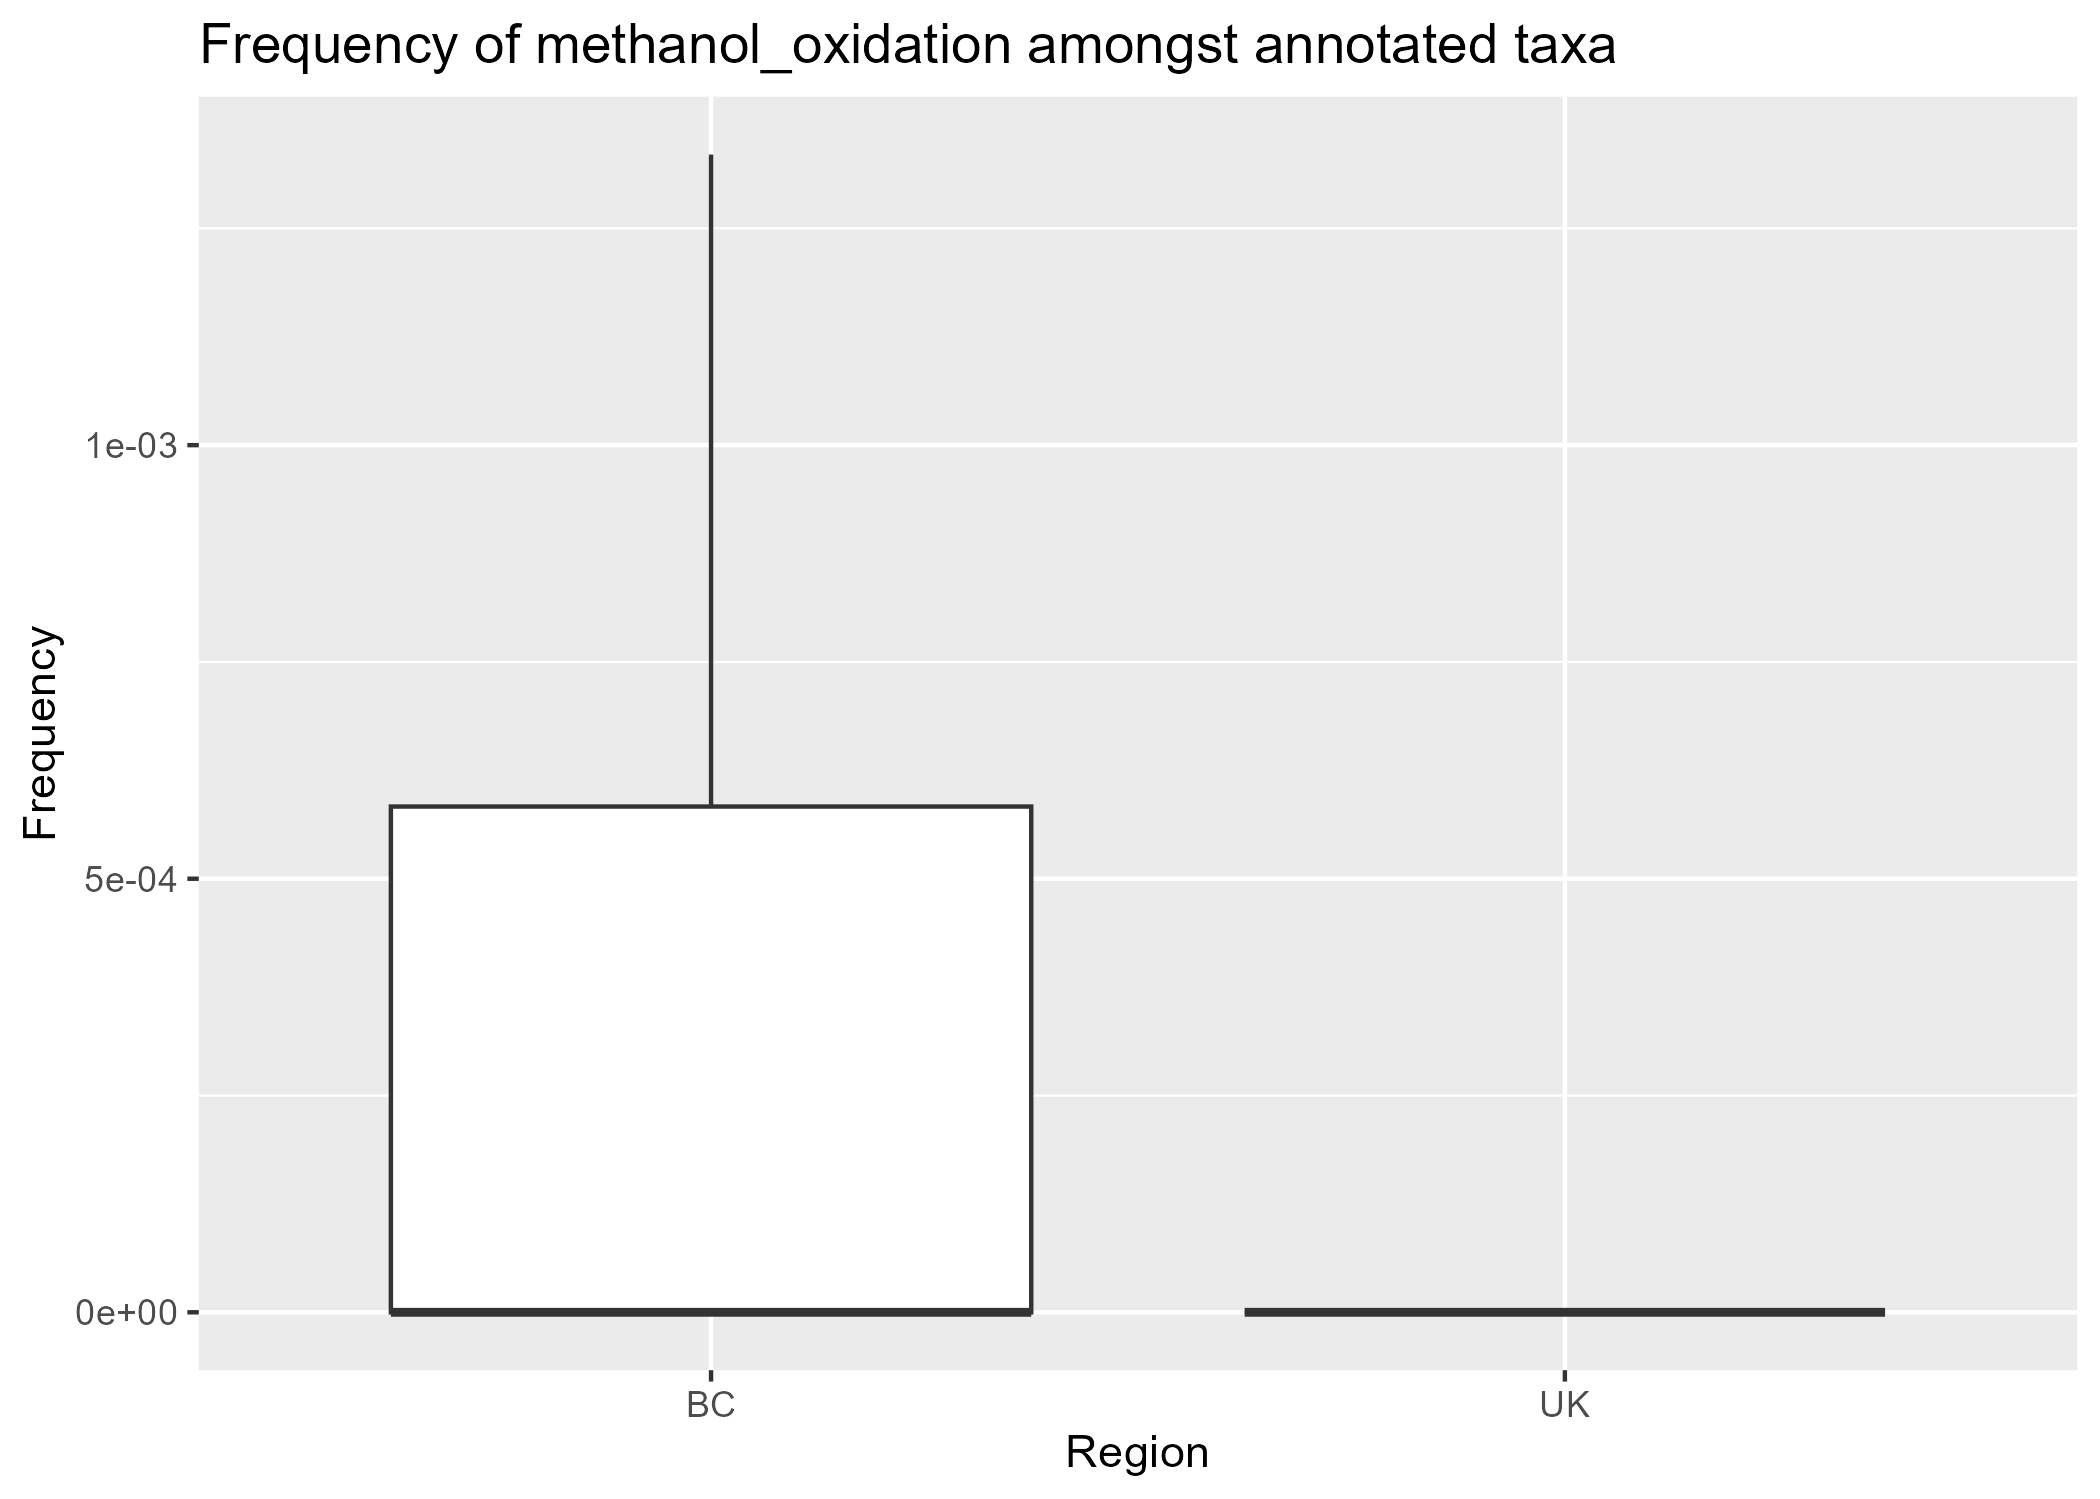 Frequency of methanol_oxidation amongst annotated taxa
Frequency
1e-03
5e-04
0e+00
BC
UK
Region